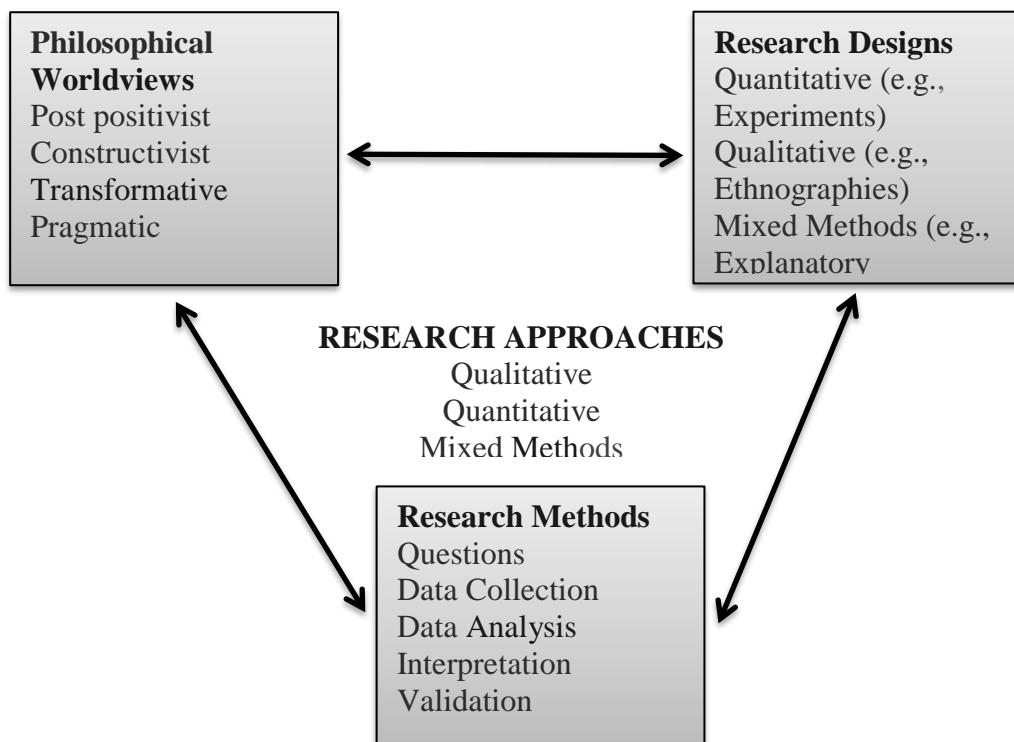 Philosophical
Worldviews
Post positivist
Constructivist
Transformative
Pragmatic
Research Designs
Quantitative (e.g.,
Experiments)
Qualitative (e.g.,
Ethnographies)
Mixed Methods (e.g.,
Explanatory
RESEARCH APPROACHES
Qualitative
Quantitative
Mixed Methods
Research Methods
Questions
Data Collection
Data Analysis
Interpretation
Validation